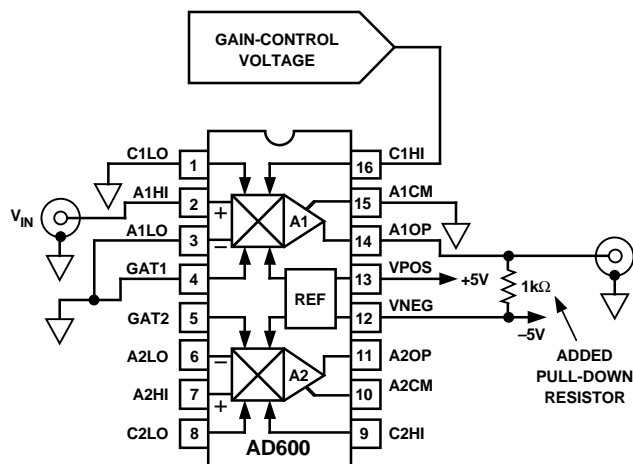 GAIN-CONTROL
VOLTAGE
C1LO
1
16
C1HI
A1HI
2
+
A1
15
A1CM
VIN
A1LO
3
–
14
A1OP
GAT1
4
REF
13
VPOS
+5V
1kΩ
GAT2
5
12
VNEG
–5V
A2LO
6
–
A2
11
A2OP
ADDED
PULL-DOWN
RESISTOR
A2HI
7
+
10
A2CM
C2LO
8
9
C2HI
AD600